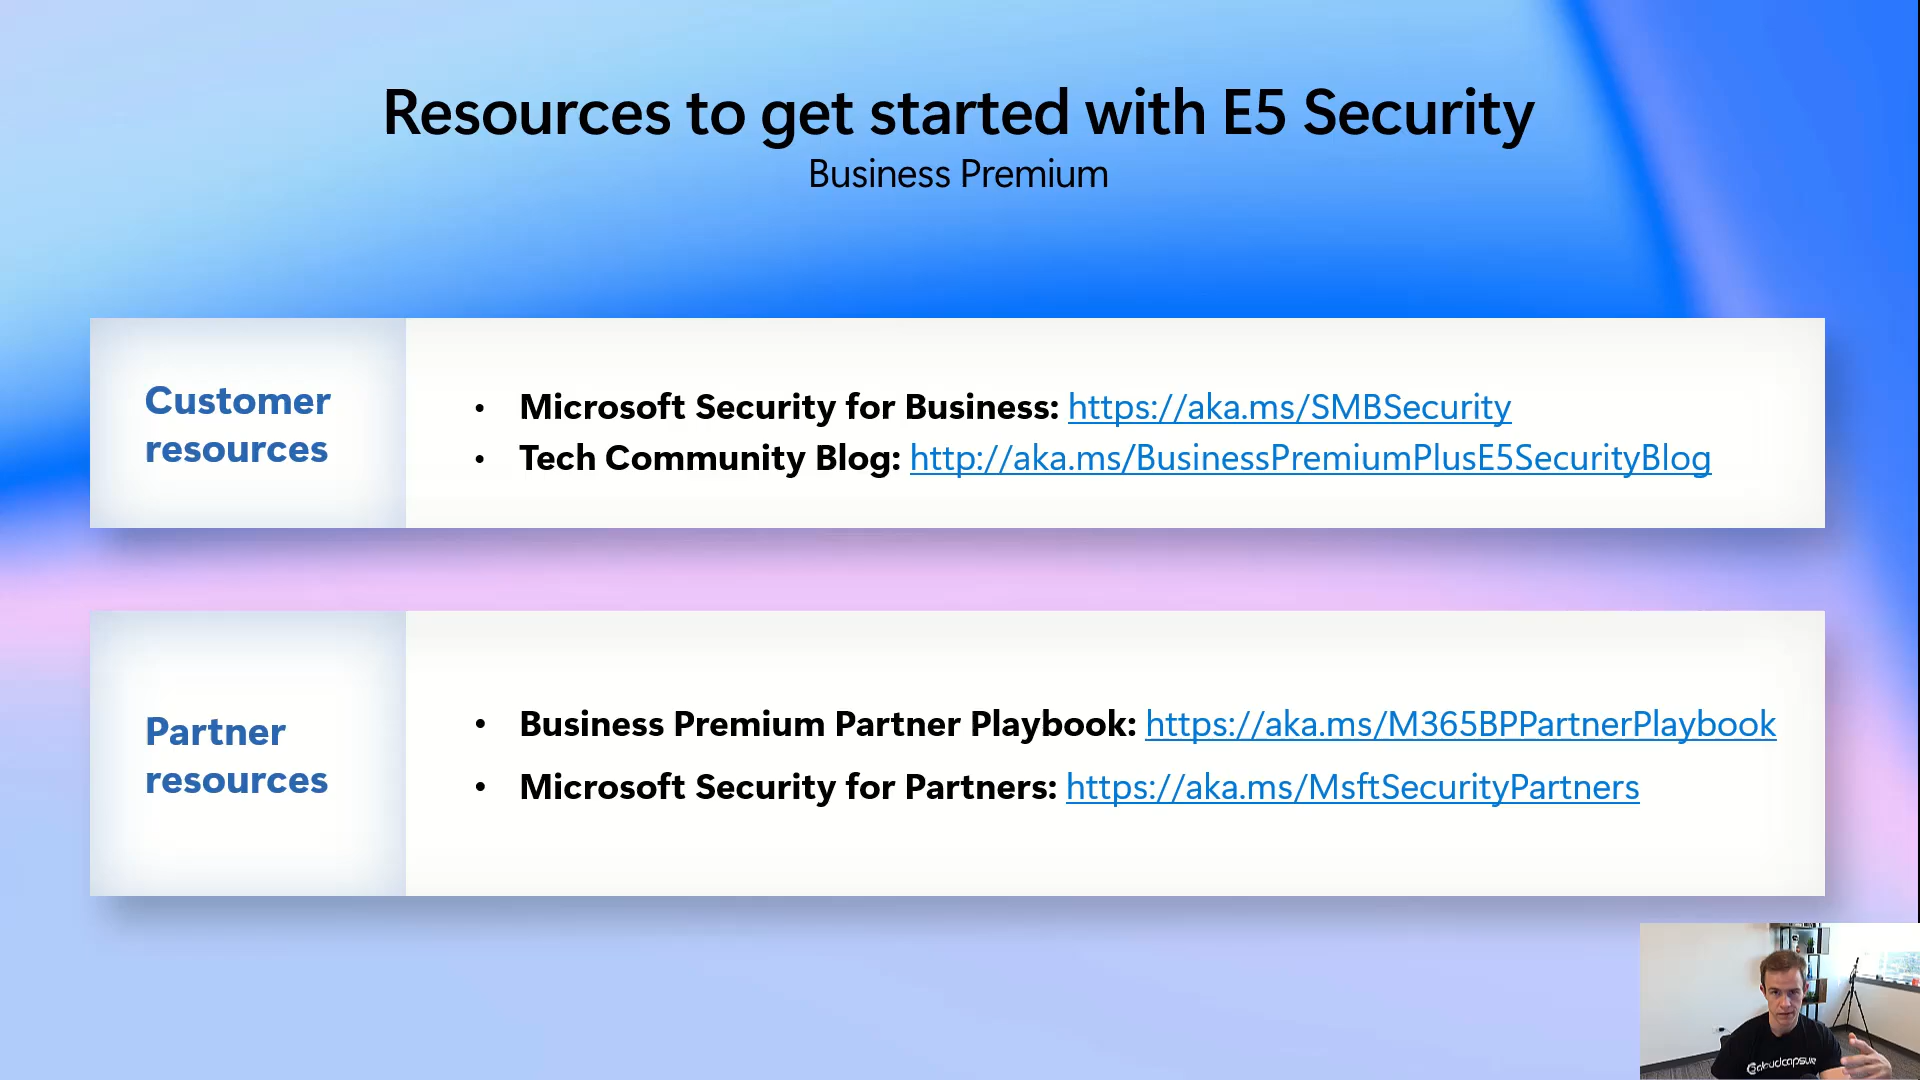 Resources to get started with E5 Security
Business Premium
Customer
resources
• Microsoft Security for Business: https://aka.ms/SMBSecurity
• Tech Community Blog: http://aka.ms/BusinessPremiumPlusE5SecurityBlog
Partner
resources
• Business Premium Partner Playbook: https://aka.ms/M365BPPartnerPlaybook
• Microsoft Security for Partners: https://aka.ms/MsftSecurityPartners
cloudcapsule